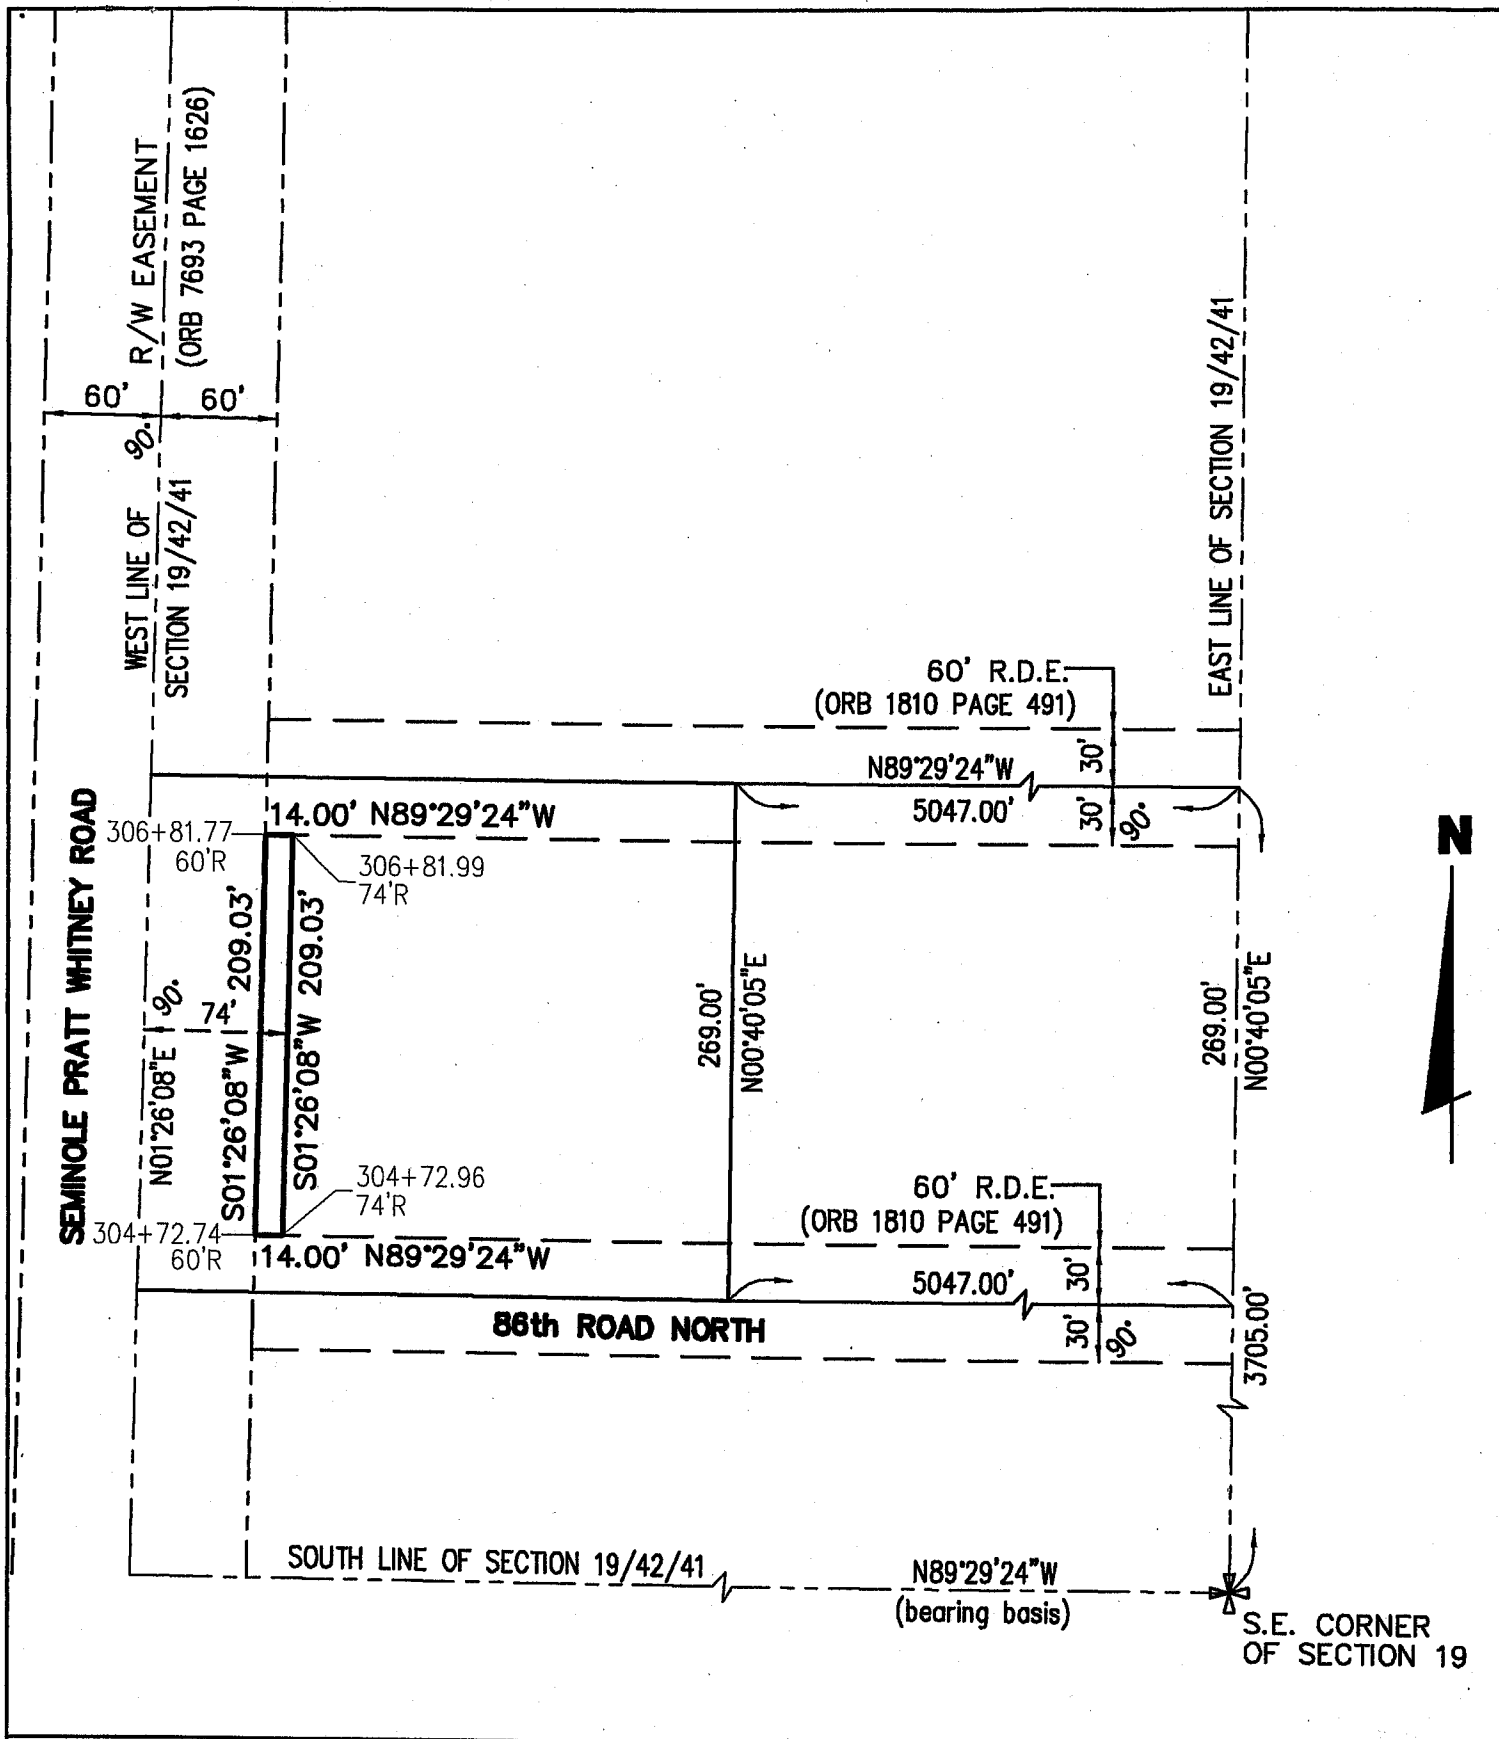 R/W EASEMENT
(ORB 7693 PAGE 1626)
60'
60'
90°
WEST LINE OF
SECTION 19/42/41
EAST LINE OF SECTION 19/42/41
60' R.D.E.
(ORB 1810 PAGE 491)
30'
N89°29'24"W
5047.00'
30'
90°
SEMINOLE PRATT WHITNEY ROAD
14.00' N89°29'24"W
306+81.77
60'R
306+81.99
74'R
N
S01°26'08"W 209.03'
S01°26'08"W 209.03'
90°
74'
N01°26'08"E
269.00'
N00°40'05"E
269.00'
N00°40'05"E
304+72.96
74'R
304+72.74
60'R
14.00' N89°29'24"W
60' R.D.E.
(ORB 1810 PAGE 491)
30'
5047.00'
86th ROAD NORTH
30'
90°
3705.00'
SOUTH LINE OF SECTION 19/42/41
N89°29'24"W
(bearing basis)
S.E. CORNER
OF SECTION 19